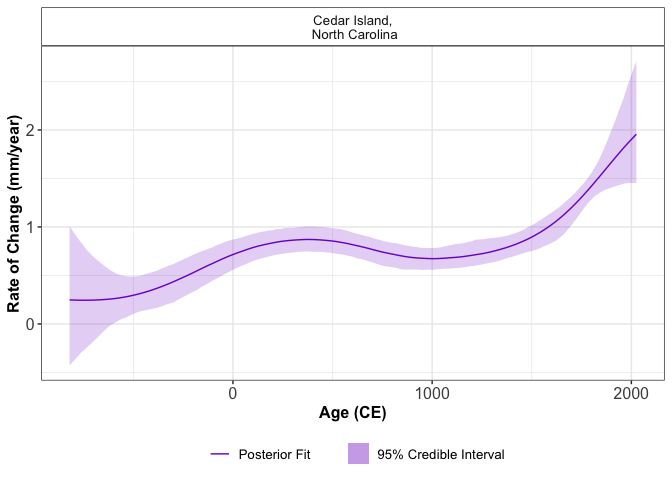 Cedar Island,
North Carolina
Rate of Change (mm/year)
2
1
0
0 1000 2000
Age (CE)
Posterior Fit 95% Credible Interval